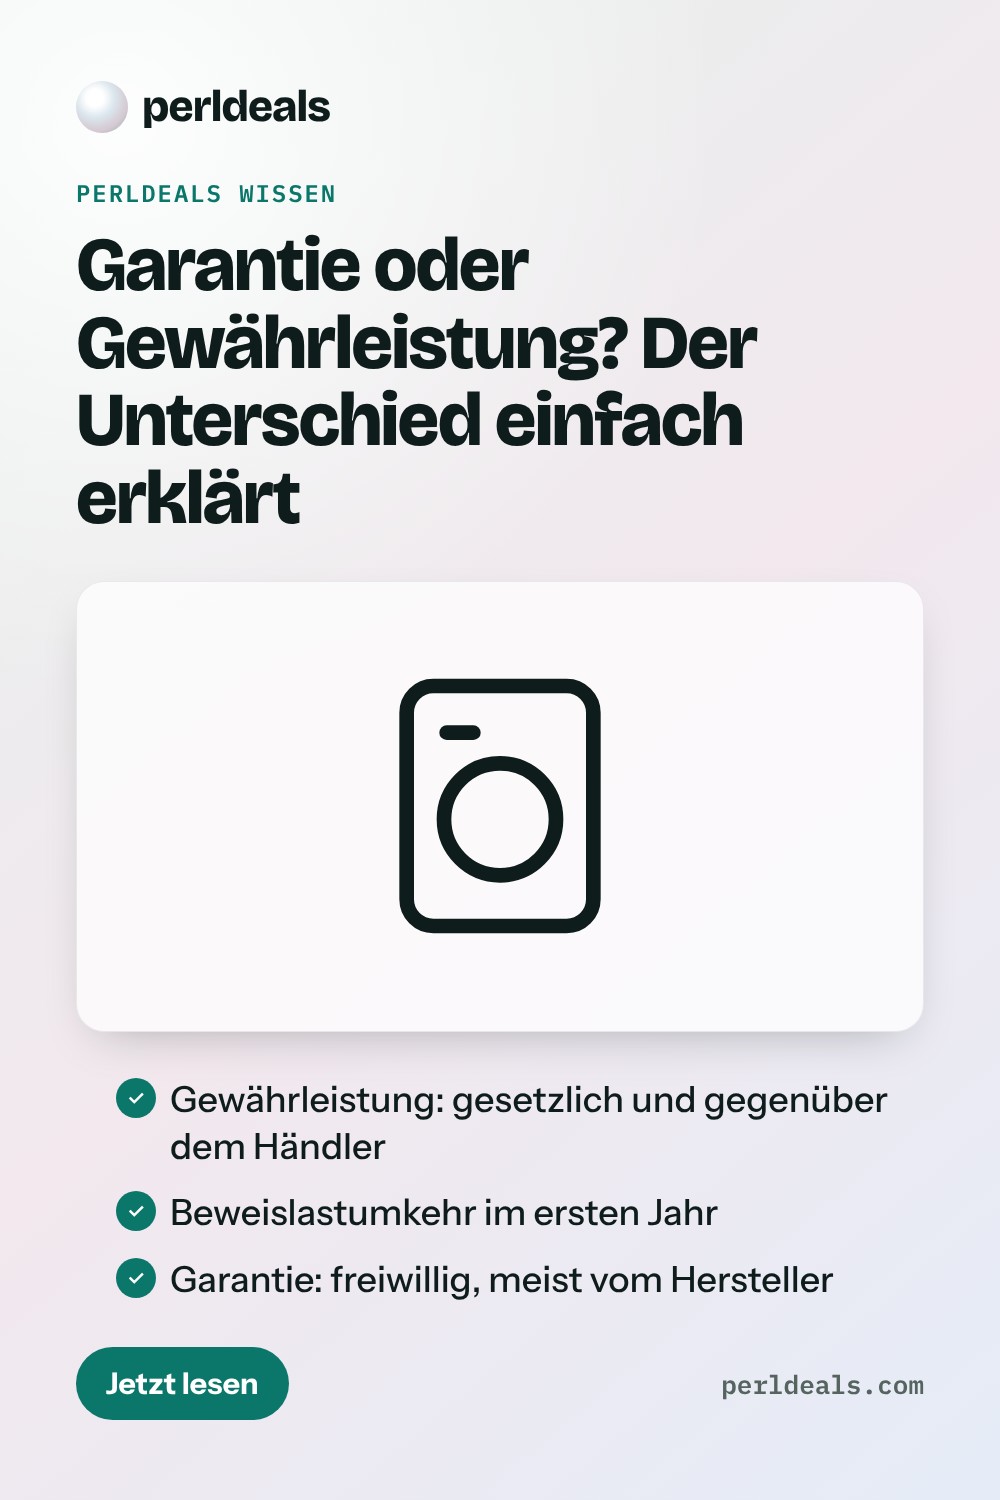 perldeals
PERLDEALS WISSEN
Garantie oder
Gewährleistung? Der
Unterschied einfach
erklärt
Gewährleistung: gesetzlich und gegenüber
dem Händler
Beweislastumkehr im ersten Jahr
Garantie: freiwillig, meist vom Hersteller
Jetzt lesen
perldeals.com